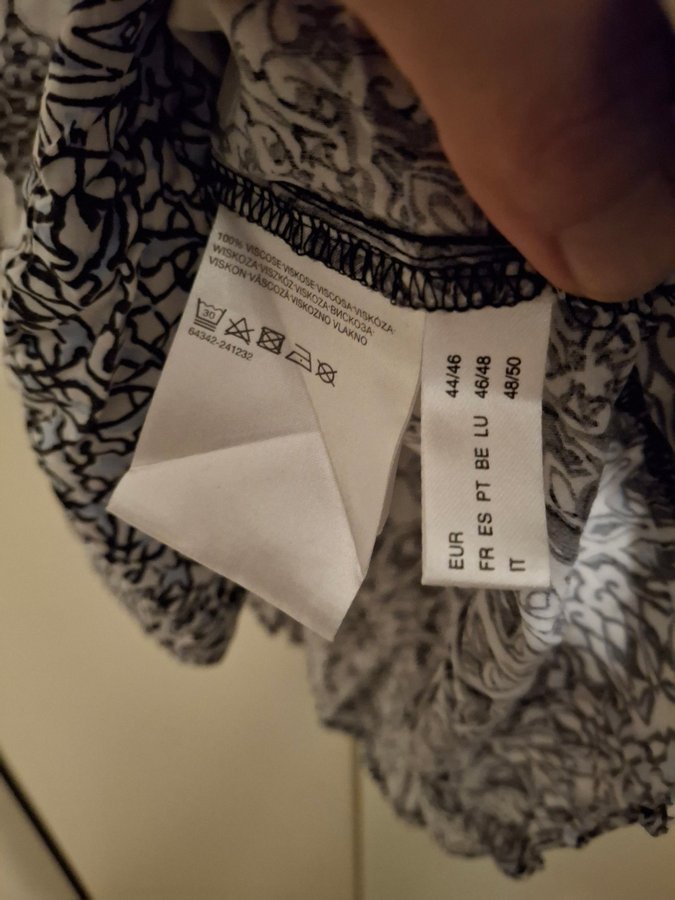 100% VISCOSE·VISKOSE·VISCOSA·VISKÓZA·
WISKOZA·VISZKÓZ·VISKOZA·ВИСКОЗА·
VISKON·VÂSCOZĂ·VISKOZNO VLAKNO
30
64342-241232
EUR 44/46
FR ES PT BE LU 46/48
IT 48/50